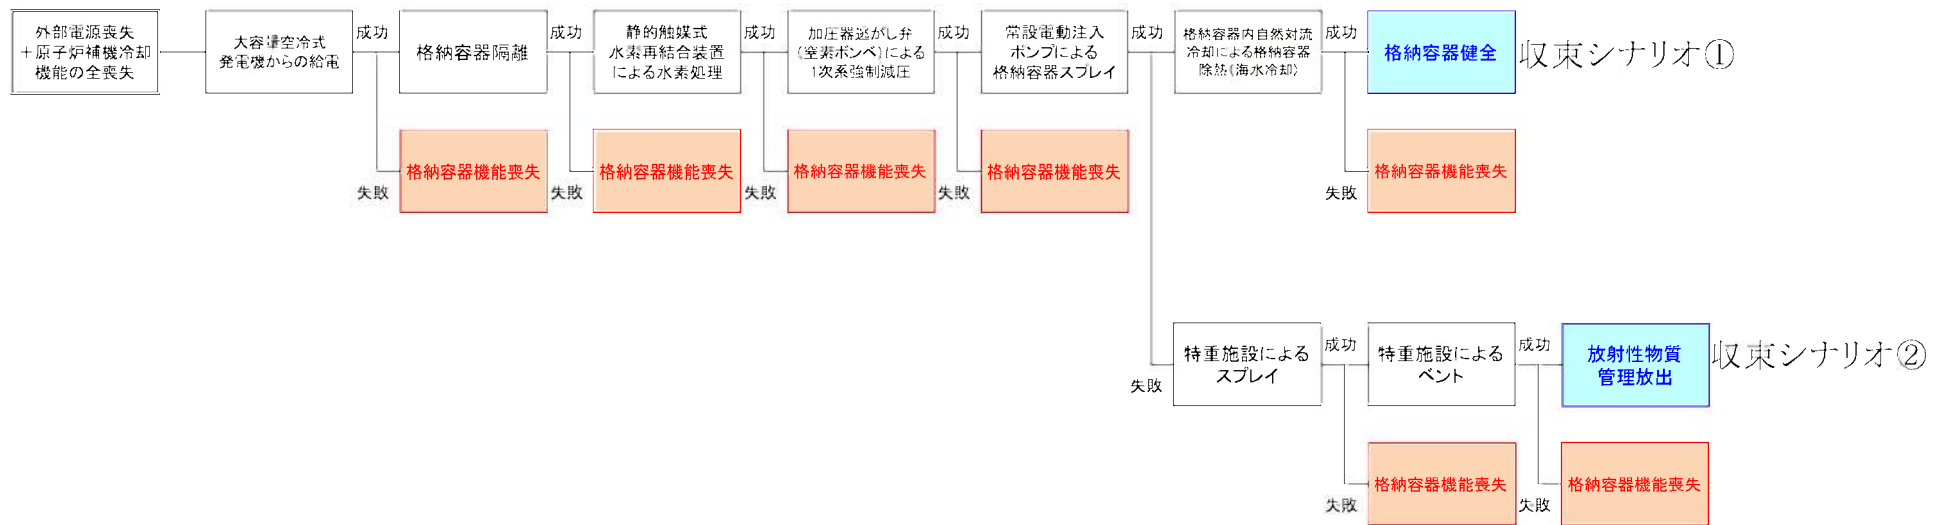 外部電源喪失
＋原子炉補機冷却
機能の全喪失
大容量空冷式
発電機からの給電
成功
格納容器隔離
成功
静的触媒式
水素再結合装置
による水素処理
成功
加圧器逃がし弁
(窒素ボンベ)による
1次系強制減圧
成功
常設電動注入
ポンプによる
格納容器スプレイ
成功
格納容器内自然対流
冷却による格納容器
除熱(海水冷却)
成功
格納容器健全
収束シナリオ①
失敗
格納容器機能喪失
失敗
格納容器機能喪失
失敗
格納容器機能喪失
失敗
格納容器機能喪失
失敗
格納容器機能喪失
失敗
特重施設による
スプレイ
成功
特重施設による
ベント
成功
放射性物質
管理放出
収束シナリオ②
失敗
格納容器機能喪失
失敗
格納容器機能喪失